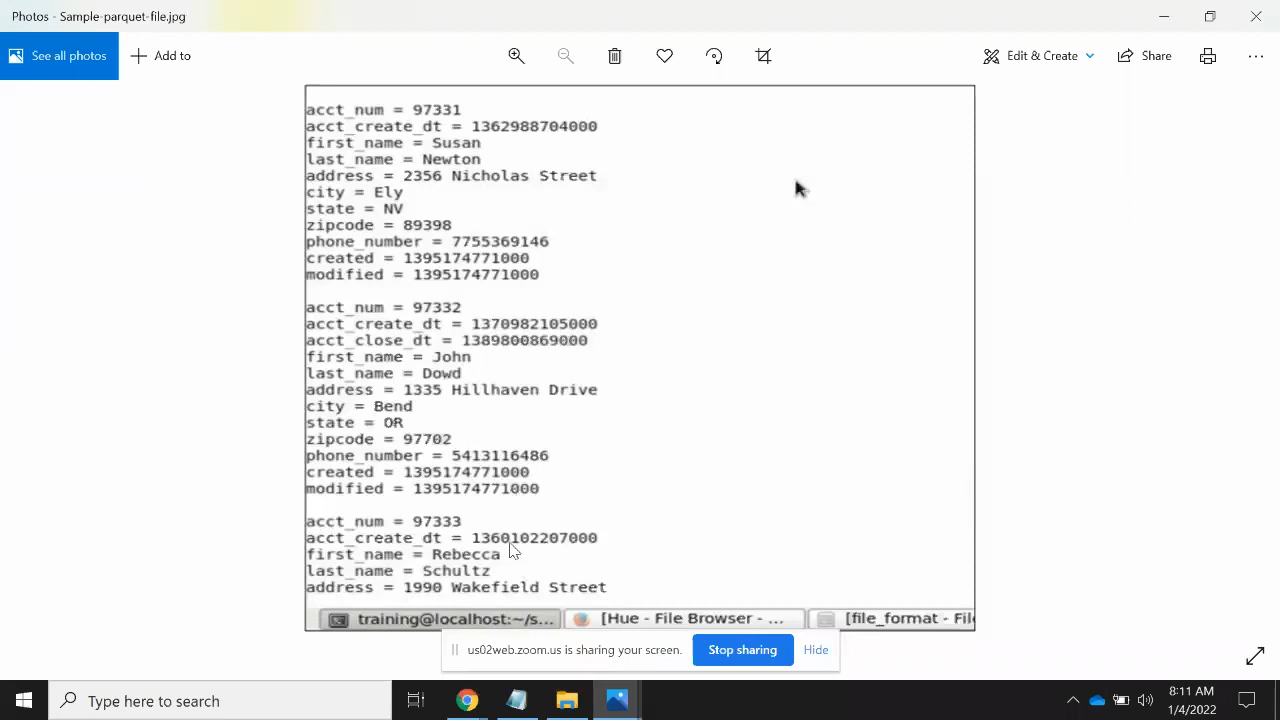 Photos - Sample-parquet-file.jpg
See all photos
Add to
Edit & Create
Share
acct_num = 97331
acct_create_dt = 1362988704000
first_name = Susan
last_name = Newton
address = 2356 Nicholas Street
city = Ely
state = NV
zipcode = 89398
phone_number = 7755369146
created = 1395174771000
modified = 1395174771000
acct_num = 97332
acct_create_dt = 1370982105000
acct_close_dt = 1389800869000
first_name = John
last_name = Dowd
address = 1335 Hillhaven Drive
city = Bend
state = OR
zipcode = 97702
phone_number = 5413116486
created = 1395174771000
modified = 1395174771000
acct_num = 97333
acct_create_dt = 1360102207000
first_name = Rebecca
last_name = Schultz
address = 1990 Wakefield Street
training@localhost:~/s... [Hue - File Browser - ... [file_format - File
us02web.zoom.us is sharing your screen. Stop sharing Hide
Type here to search
8:11 AM
1/4/2022